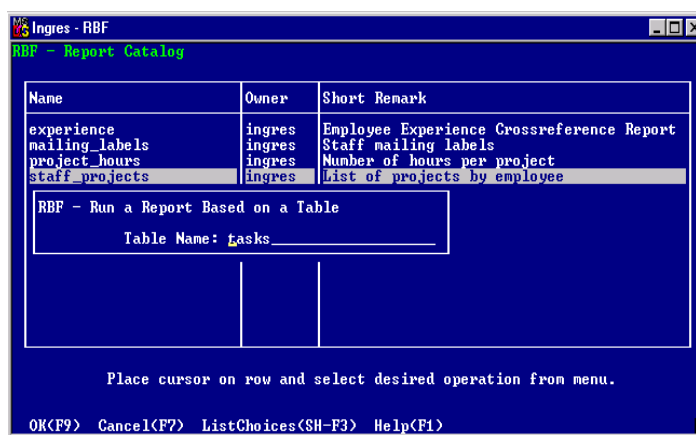 Ingres - RBF
RBF - Report Catalog
Name Owner Short Remark
experience ingres Employee Experience Crossreference Report
mailing_labels ingres Staff mailing labels
project_hours ingres Number of hours per project
staff_projects ingres List of projects by employee
RBF - Run a Report Based on a Table
Table Name: tasks
Place cursor on row and select desired operation from menu.
OK(F9) Cancel(F7) ListChoices(SH-F3) Help(F1)